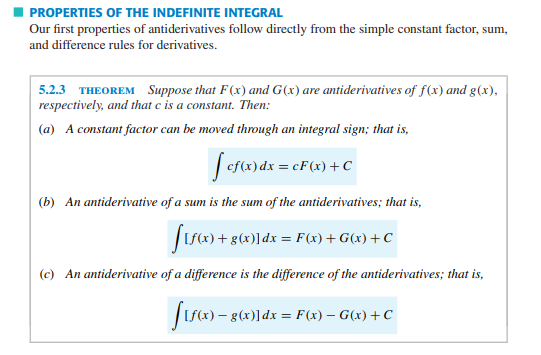 PROPERTIES OF THE INDEFINITE INTEGRAL
Our first properties of antiderivatives follow directly from the simple constant factor, sum,
and difference rules for derivatives.
5.2.3 THEOREM Suppose that F(x) and G(x) are antiderivatives of f(x) and g(x),
respectively, and that c is a constant. Then:
(a) A constant factor can be moved through an integral sign; that is,
∫ cf(x) dx = cF(x) + C
(b) An antiderivative of a sum is the sum of the antiderivatives; that is,
∫ [f(x) + g(x)] dx = F(x) + G(x) + C
(c) An antiderivative of a difference is the difference of the antiderivatives; that is,
∫ [f(x) − g(x)] dx = F(x) − G(x) + C